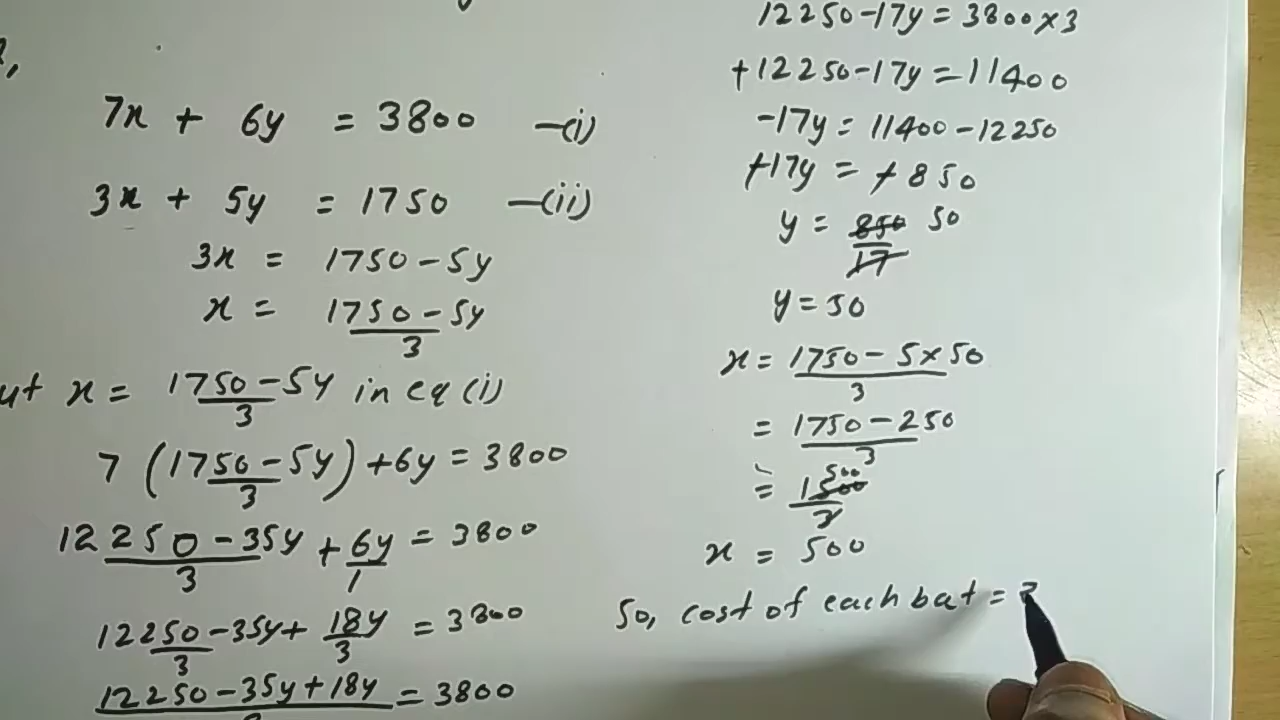 7x + 6y = 3800 —(i)
3x + 5y = 1750 —(ii)
3x = 1750 - 5y
x = 1750 - 5y / 3
x = 1750 - 5y / 3 in eq (i)
7 (1750 - 5y / 3) + 6y = 3800
12250 - 35y / 3 + 6y / 1 = 3800
12250 - 35y / 3 + 18y / 3 = 3800
12250 - 35y + 18y / 3 = 3800
12250 - 17y = 3800 x 3
+12250 - 17y = 11400
-17y = 11400 - 12250
+17y = +850
y = 850 / 17 50
y = 50
x = 1750 - 5 x 50 / 3
= 1750 - 250 / 3
= 1500 / 3 500
x = 500
So, cost of each bat =